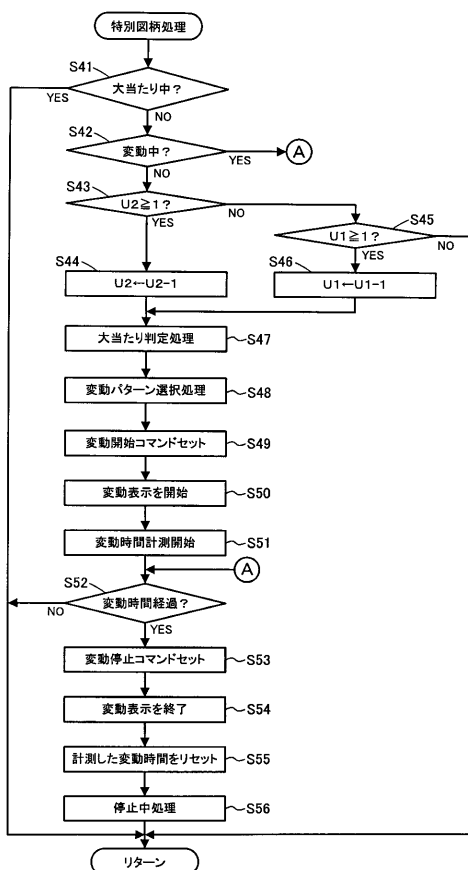 特別図柄処理
S41
大当たり中？
YES
NO
S42
変動中？
YES
A
NO
S43
U2≧1？
NO
YES
S45
U1≧1？
NO
YES
S44
U2←U2-1
S46
U1←U1-1
大当たり判定処理
S47
変動パターン選択処理
S48
変動開始コマンドセット
S49
変動表示を開始
S50
変動時間計測開始
S51
A
S52
変動時間経過？
NO
YES
変動停止コマンドセット
S53
変動表示を終了
S54
計測した変動時間をリセット
S55
停止中処理
S56
リターン